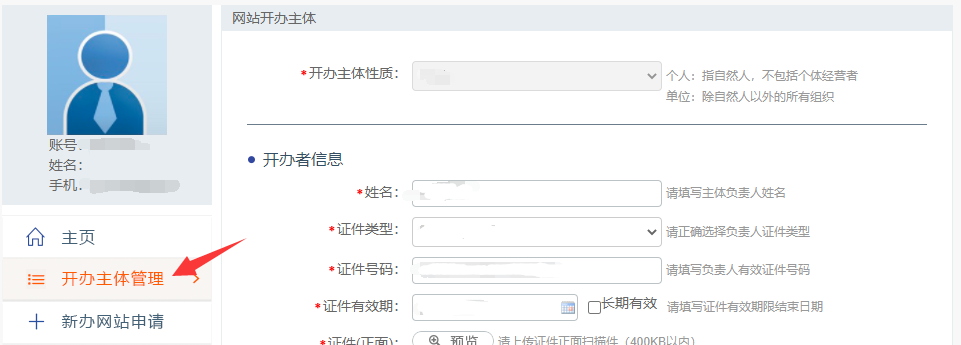 网站开办主体
*开办主体性质：
个人：指自然人，不包括个体经营者
单位：除自然人以外的所有组织
账号：
姓名：
手机：
主页
开办主体管理
新办网站申请
开办者信息
*姓名：
请填写主体负责人姓名
*证件类型：
请正确选择负责人证件类型
*证件号码：
请填写负责人有效证件号码
*证件有效期：
长期有效
请填写证件有效期限结束日期
*证件(正面)：
预览
请上传证件正面扫描件（400KB以内）